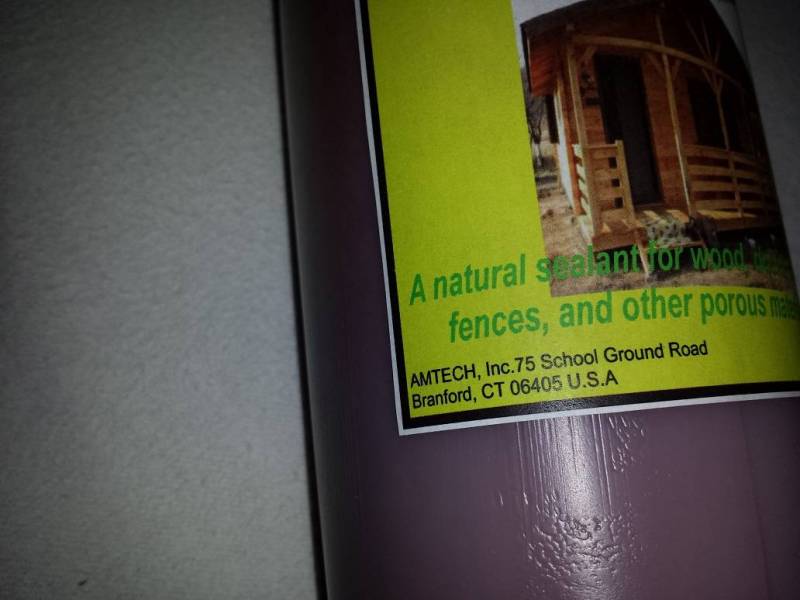 A natural sealant for wood,
fences, and other porous
AMTECH, Inc.75 School Ground Road
Branford, CT 06405 U.S.A